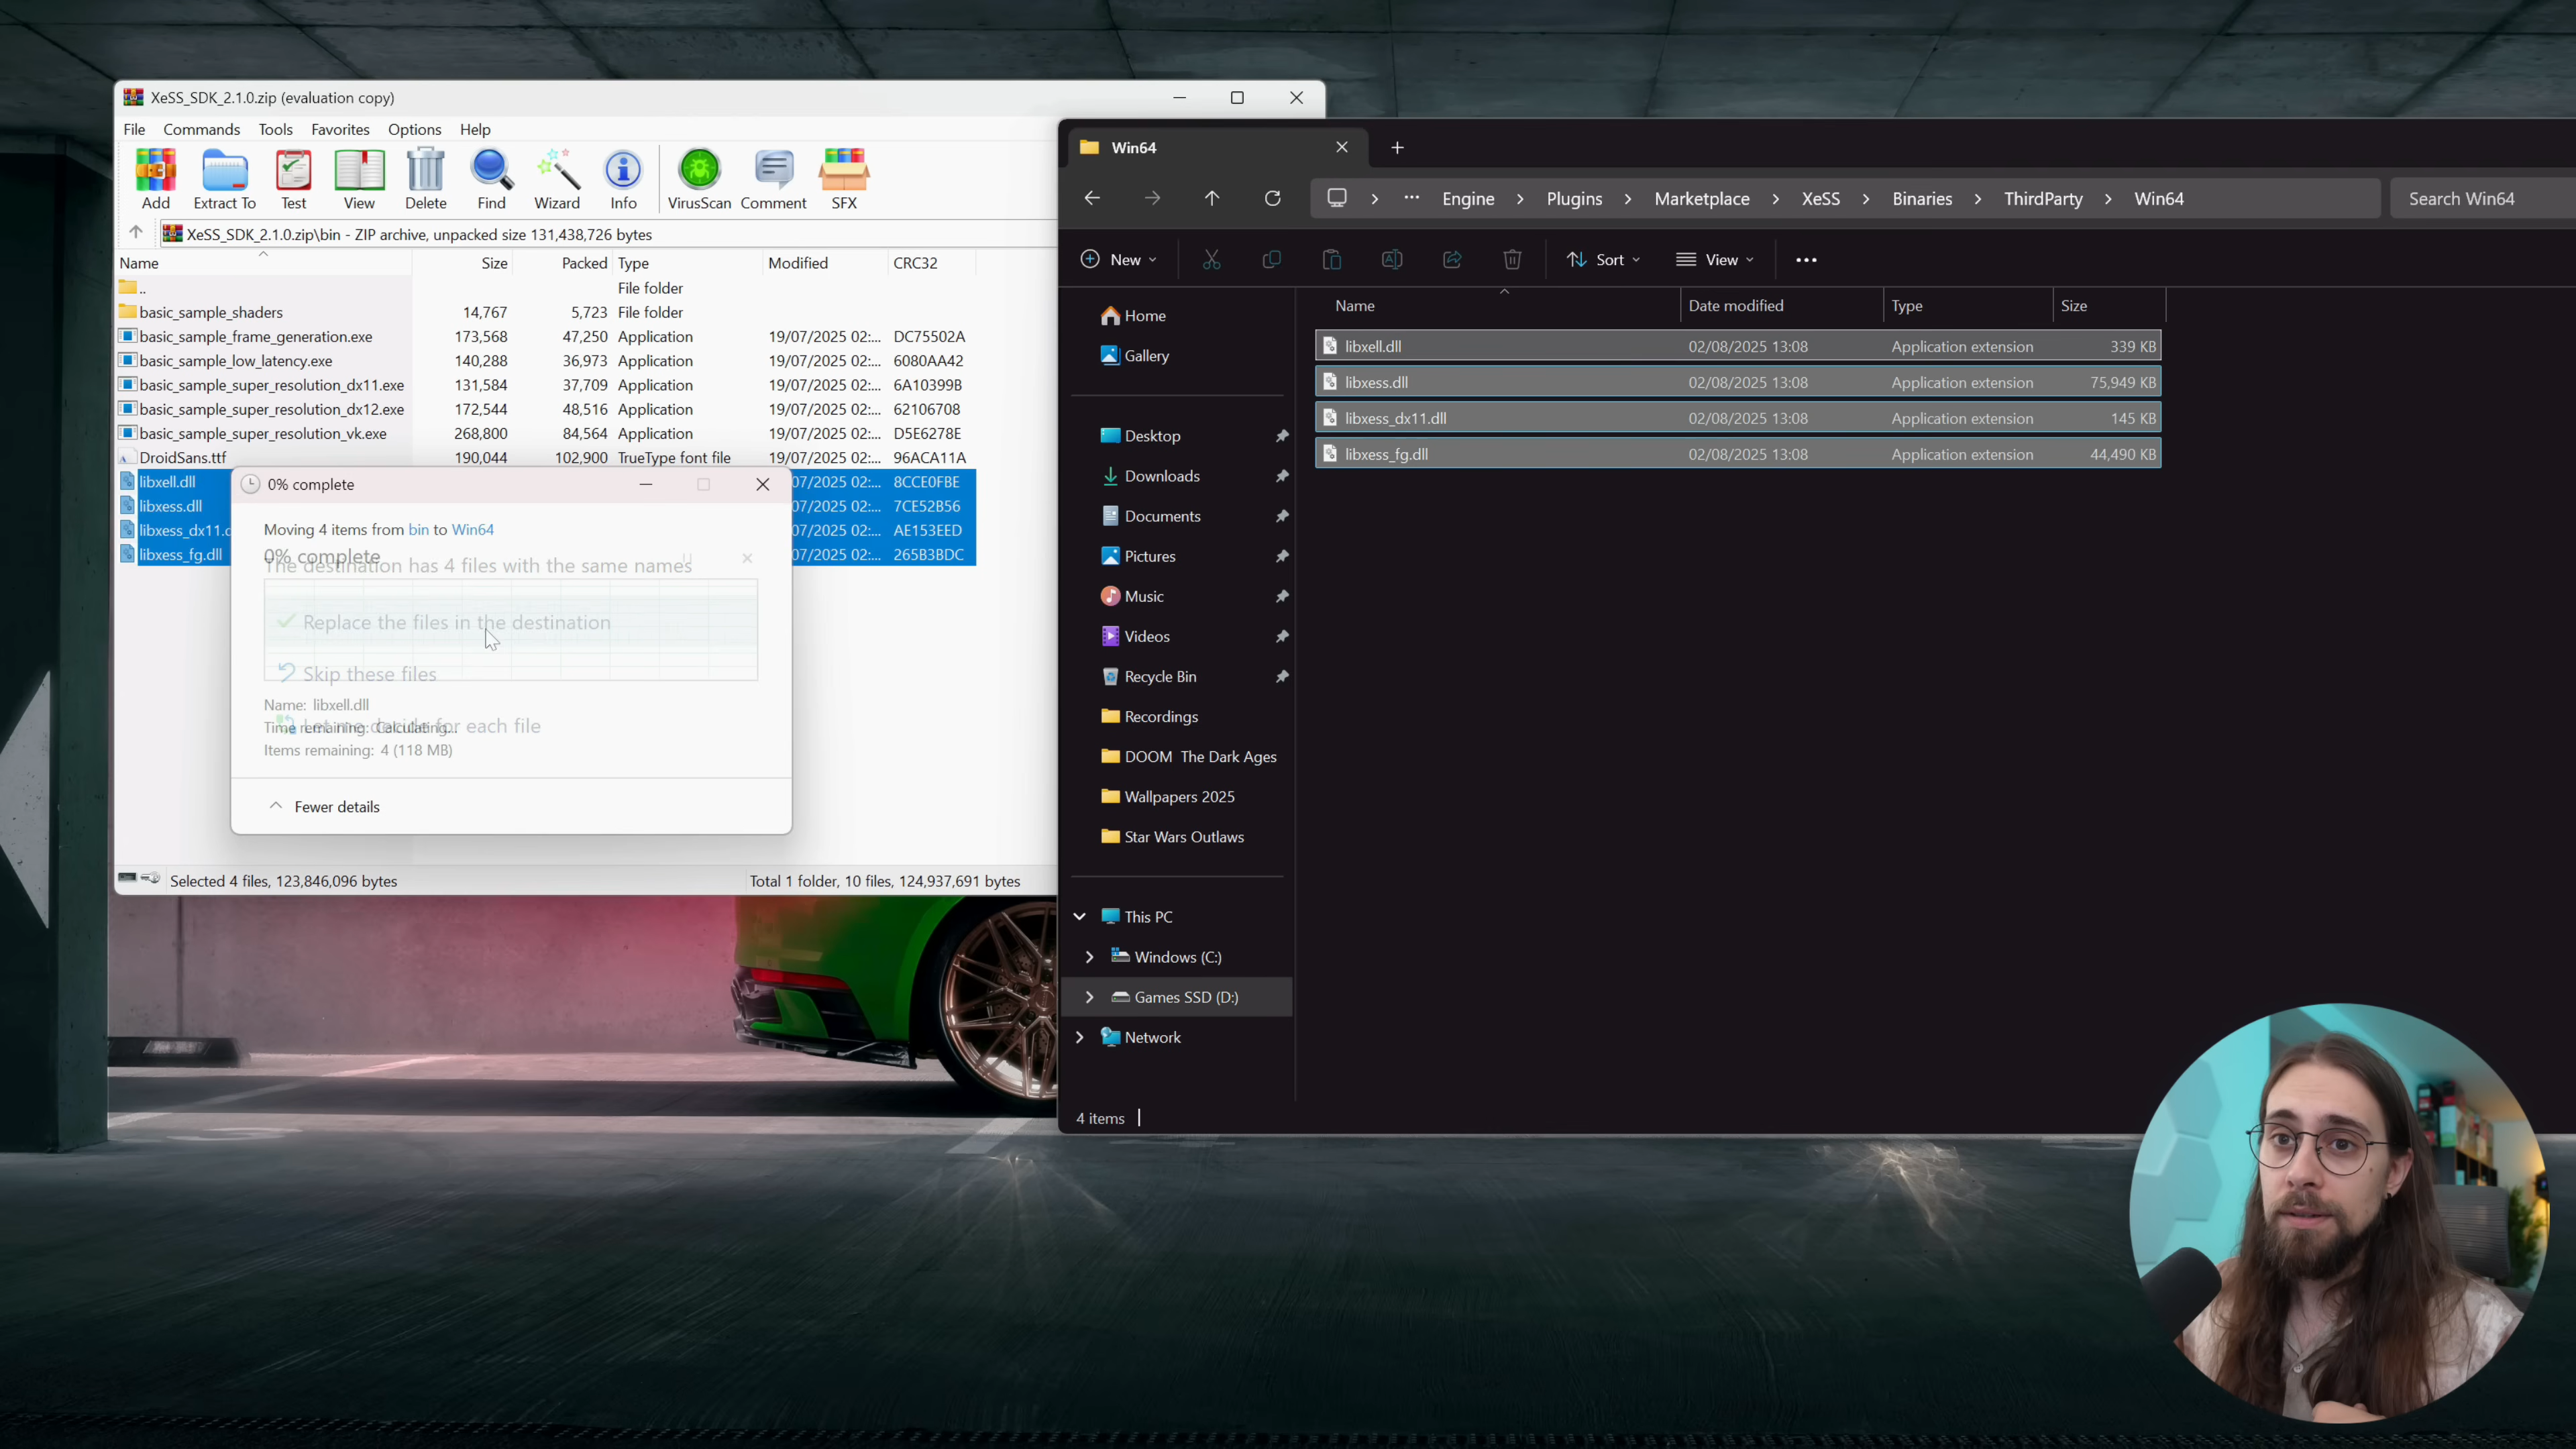 XeSS_SDK_2.1.0.zip (evaluation copy)
File Commands Tools Favorites Options Help
Add Extract To Test View Delete Find Wizard Info VirusScan Comment SFX
XeSS_SDK_2.1.0.zip\bin - ZIP archive, unpacked size 131,438,726 bytes
Name Size Packed Type Modified CRC32
.. File folder
basic_sample_shaders 14,767 5,723 File folder
basic_sample_frame_generation.exe 173,568 47,250 Application 19/07/2025 02:... DC75502A
basic_sample_low_latency.exe 140,288 36,973 Application 19/07/2025 02:... 6080AA42
basic_sample_super_resolution_dx11.exe 131,584 37,709 Application 19/07/2025 02:... 6A10399B
basic_sample_super_resolution_dx12.exe 172,544 48,516 Application 19/07/2025 02:... 62106708
basic_sample_super_resolution_vk.exe 268,800 84,564 Application 19/07/2025 02:... D5E6278E
DroidSans.ttf 190,044 102,900 TrueType font file 19/07/2025 02:... 96ACA11A
libxell.dll 07/2025 02:... 8CCE0FBE
libxess.dll 07/2025 02:... 7CE52B56
libxess_dx11.d 07/2025 02:... AE153EED
libxess_fg.dll 07/2025 02:... 265B3BDC
0% complete
Moving 4 items from bin to Win64
0% complete
The destination has 4 files with the same names
Replace the files in the destination
Skip these files
Name: libxell.dll
Time remaining: Calculating...
Let me decide for each file
Items remaining: 4 (118 MB)
Fewer details
Selected 4 files, 123,846,096 bytes
Total 1 folder, 10 files, 124,937,691 bytes
Win64
... Engine > Plugins > Marketplace > XeSS > Binaries > ThirdParty > Win64
Search Win64
New Sort View ...
Home
Gallery
Desktop
Downloads
Documents
Pictures
Music
Videos
Recycle Bin
Recordings
DOOM The Dark Ages
Wallpapers 2025
Star Wars Outlaws
This PC
Windows (C:)
Games SSD (D:)
Network
Name Date modified Type Size
libxell.dll 02/08/2025 13:08 Application extension 339 KB
libxess.dll 02/08/2025 13:08 Application extension 75,949 KB
libxess_dx11.dll 02/08/2025 13:08 Application extension 145 KB
libxess_fg.dll 02/08/2025 13:08 Application extension 44,490 KB
4 items